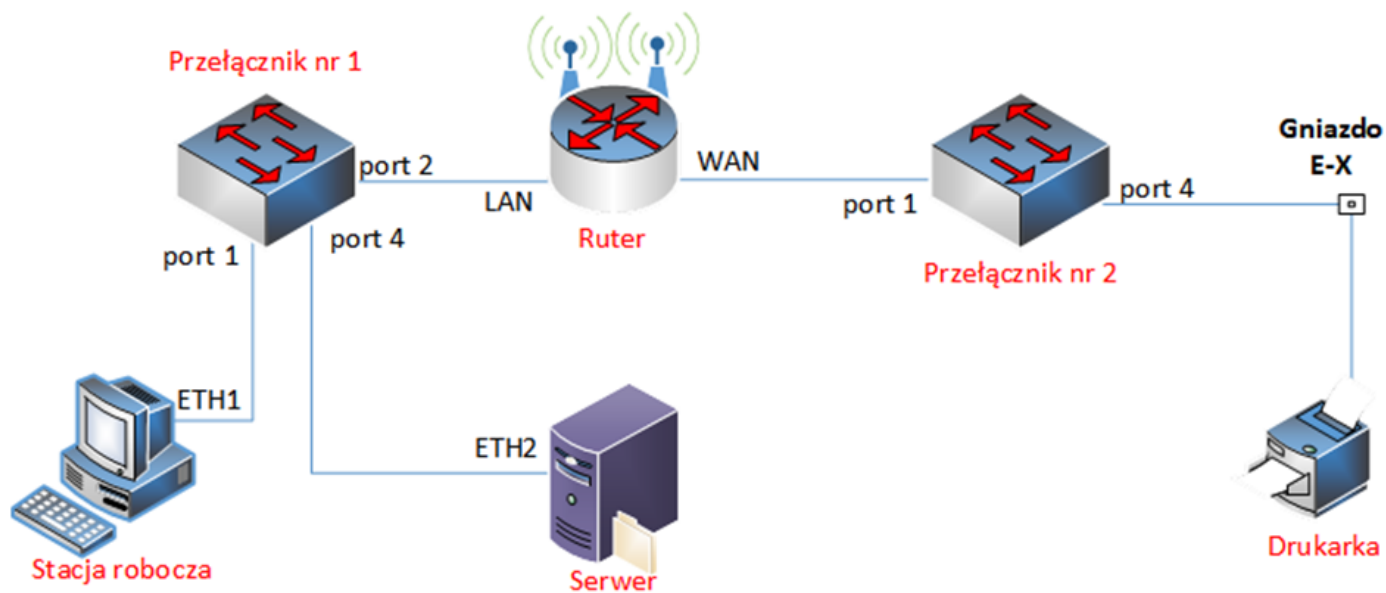 Przełącznik nr 1
port 2
LAN
WAN
port 1
port 4
Gniazdo
E-X
port 1
port 4
Ruter
Przełącznik nr 2
ETH1
ETH2
Stacja robocza
Serwer
Drukarka